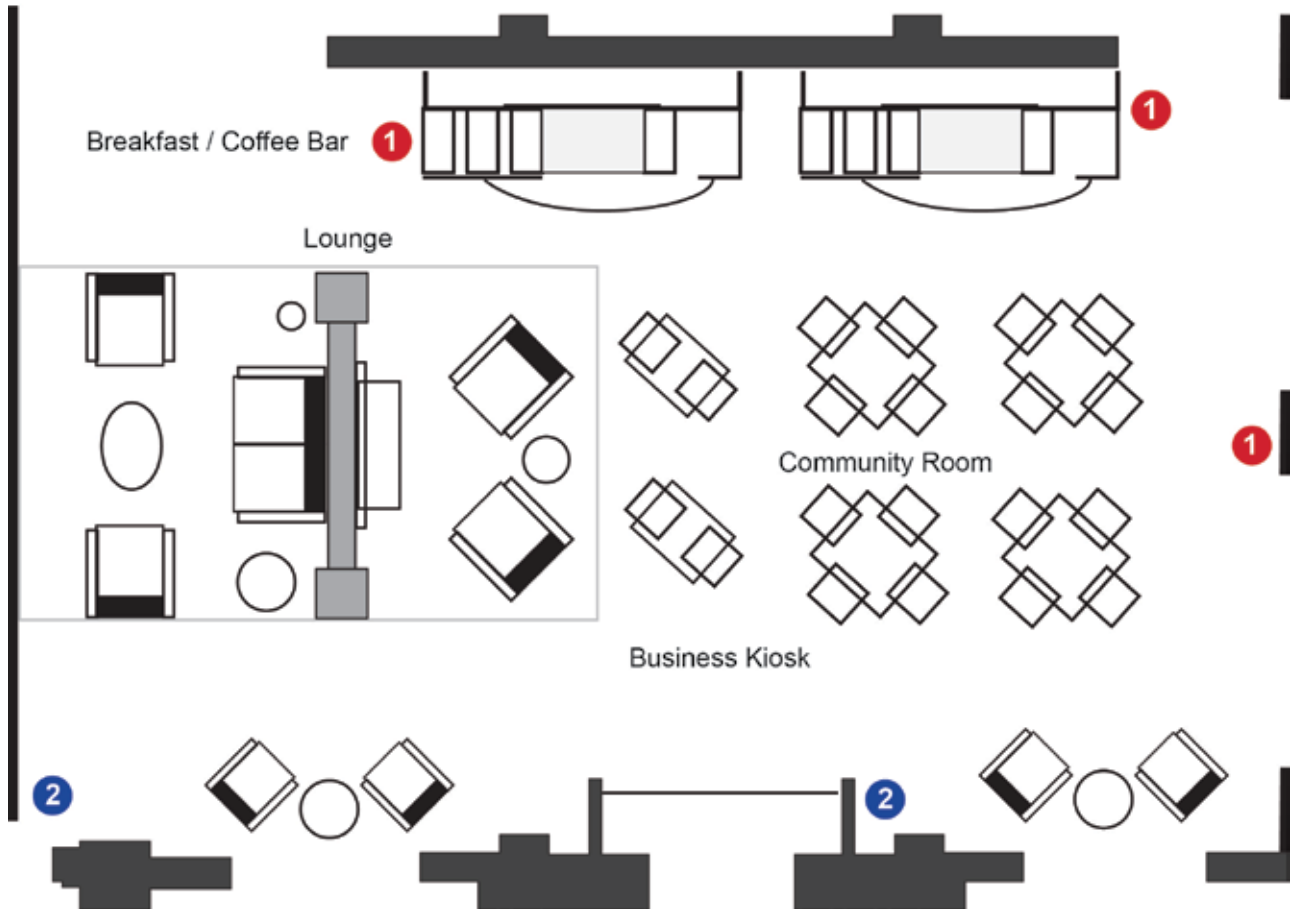 1
Breakfast / Coffee Bar 1
Lounge
1
Community Room
Business Kiosk
2
2